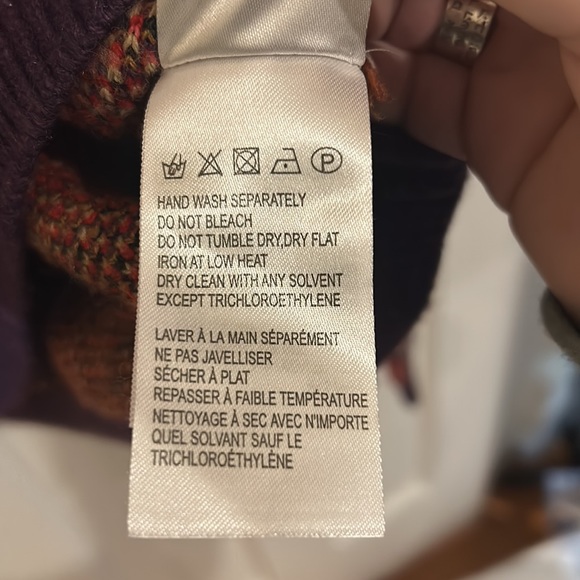 P
HAND WASH SEPARATELY
DO NOT BLEACH
DO NOT TUMBLE DRY,DRY FLAT
IRON AT LOW HEAT
DRY CLEAN WITH ANY SOLVENT
EXCEPT TRICHLOROETHYLENE
LAVER À LA MAIN SÉPARÉMENT
NE PAS JAVELLISER
SÉCHER À PLAT
REPASSER À FAIBLE TEMPÉRATURE
NETTOYAGE À SEC AVEC N'IMPORTE
QUEL SOLVANT SAUF LE
TRICHLOROÉTHYLÈNE